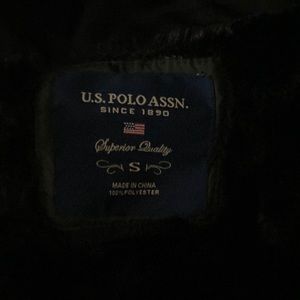 U.S. POLO ASSN.
SINCE 1890
Superior Quality
S
MADE IN CHINA
100% POLYESTER